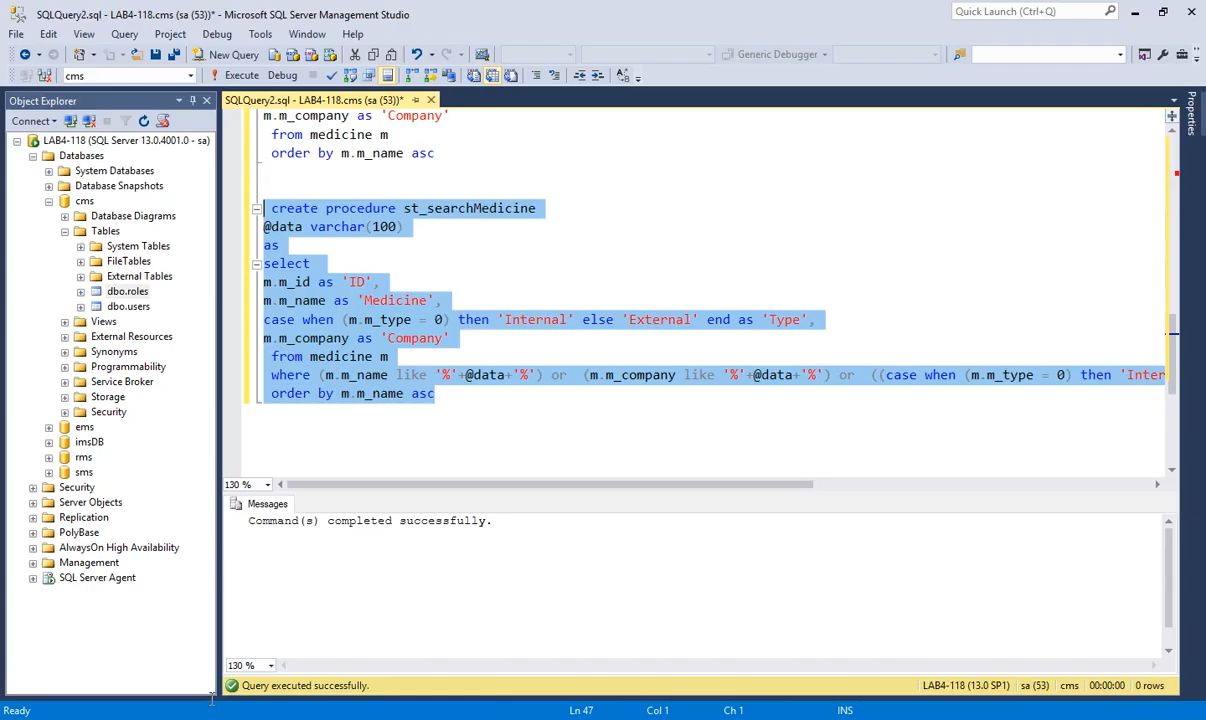 SQLQuery2.sql - LAB4-118.cms (sa (53))* - Microsoft SQL Server Management Studio
Quick Launch (Ctrl+Q)
File Edit View Query Project Debug Tools Window Help
New Query
Generic Debugger
cms
Execute Debug
Object Explorer
SQLQuery2.sql - LAB4-118.cms (sa (53))*
Properties
Connect
LAB4-118 (SQL Server 13.0.4001.0 - sa)
Databases
System Databases
Database Snapshots
cms
Database Diagrams
Tables
System Tables
FileTables
External Tables
dbo.roles
dbo.users
Views
External Resources
Synonyms
Programmability
Service Broker
Storage
Security
ems
imsDB
rms
sms
Security
Server Objects
Replication
PolyBase
AlwaysOn High Availability
Management
SQL Server Agent
m.m_company as 'Company'
from medicine m
order by m.m_name asc
create procedure st_searchMedicine
@data varchar(100)
as
select
m.m_id as 'ID',
m.m_name as 'Medicine',
case when (m.m_type = 0) then 'Internal' else 'External' end as 'Type',
m.m_company as 'Company'
from medicine m
where (m.m_name like '%'+@data+'%') or (m.m_company like '%'+@data+'%') or ((case when (m.m_type = 0) then 'Inter
order by m.m_name asc
130 %
Messages
Command(s) completed successfully.
130 %
Query executed successfully.
LAB4-118 (13.0 SP1) sa (53) cms 00:00:00 0 rows
Ready Ln 47 Col 1 Ch 1 INS